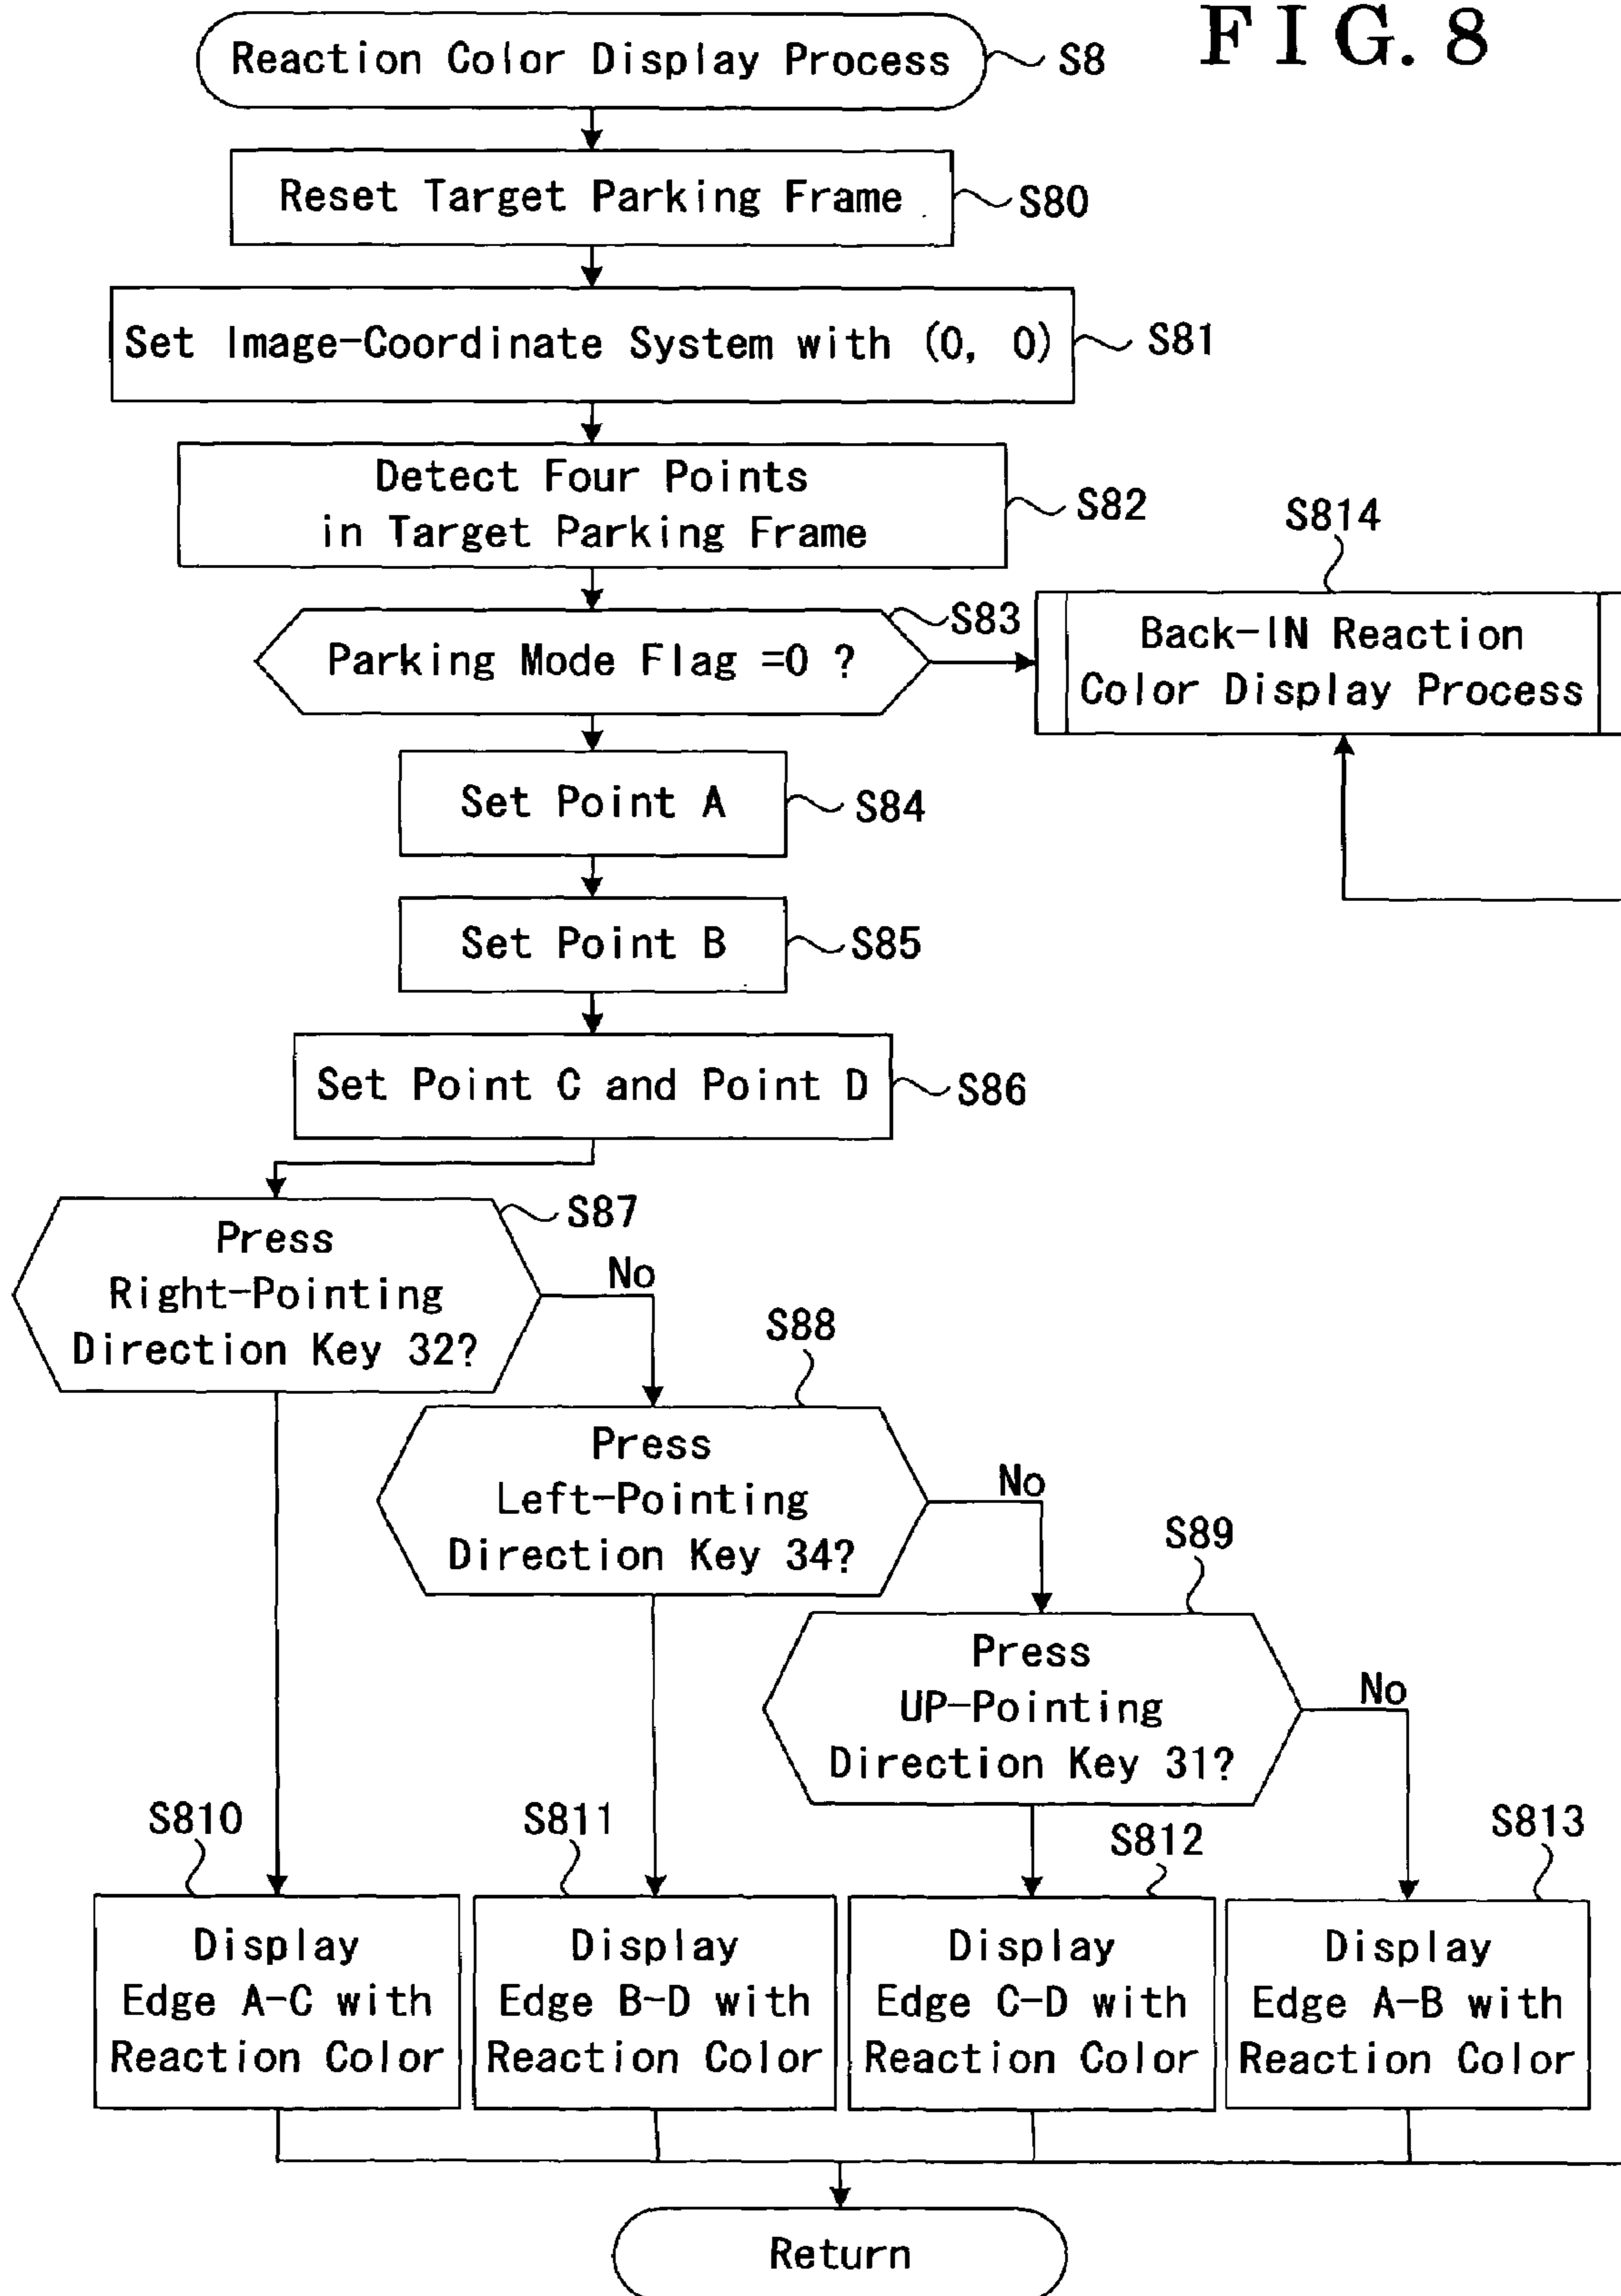 FIG. 8
Reaction Color Display Process
S8
Reset Target Parking Frame
S80
Set Image-Coordinate System with (0, 0)
S81
Detect Four Points
in Target Parking Frame
S82
Parking Mode Flag =0 ?
S83
S814
Back-IN Reaction
Color Display Process
Set Point A
S84
Set Point B
S85
Set Point C and Point D
S86
Press
Right-Pointing
Direction Key 32?
S87
No
Press
Left-Pointing
Direction Key 34?
S88
No
Press
UP-Pointing
Direction Key 31?
S89
No
S810
Display
Edge A-C with
Reaction Color
S811
Display
Edge B-D with
Reaction Color
S812
Display
Edge C-D with
Reaction Color
S813
Display
Edge A-B with
Reaction Color
Return